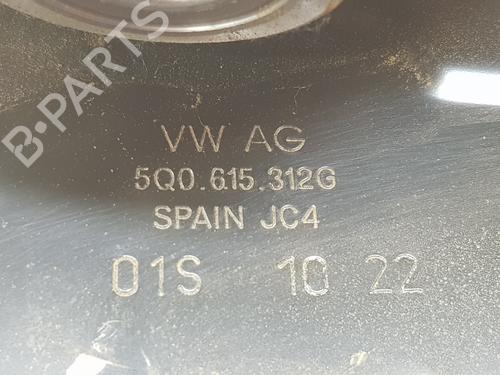 B-PARTS
VW AG
5Q0.615.312G
SPAIN JC4
01S 10 22